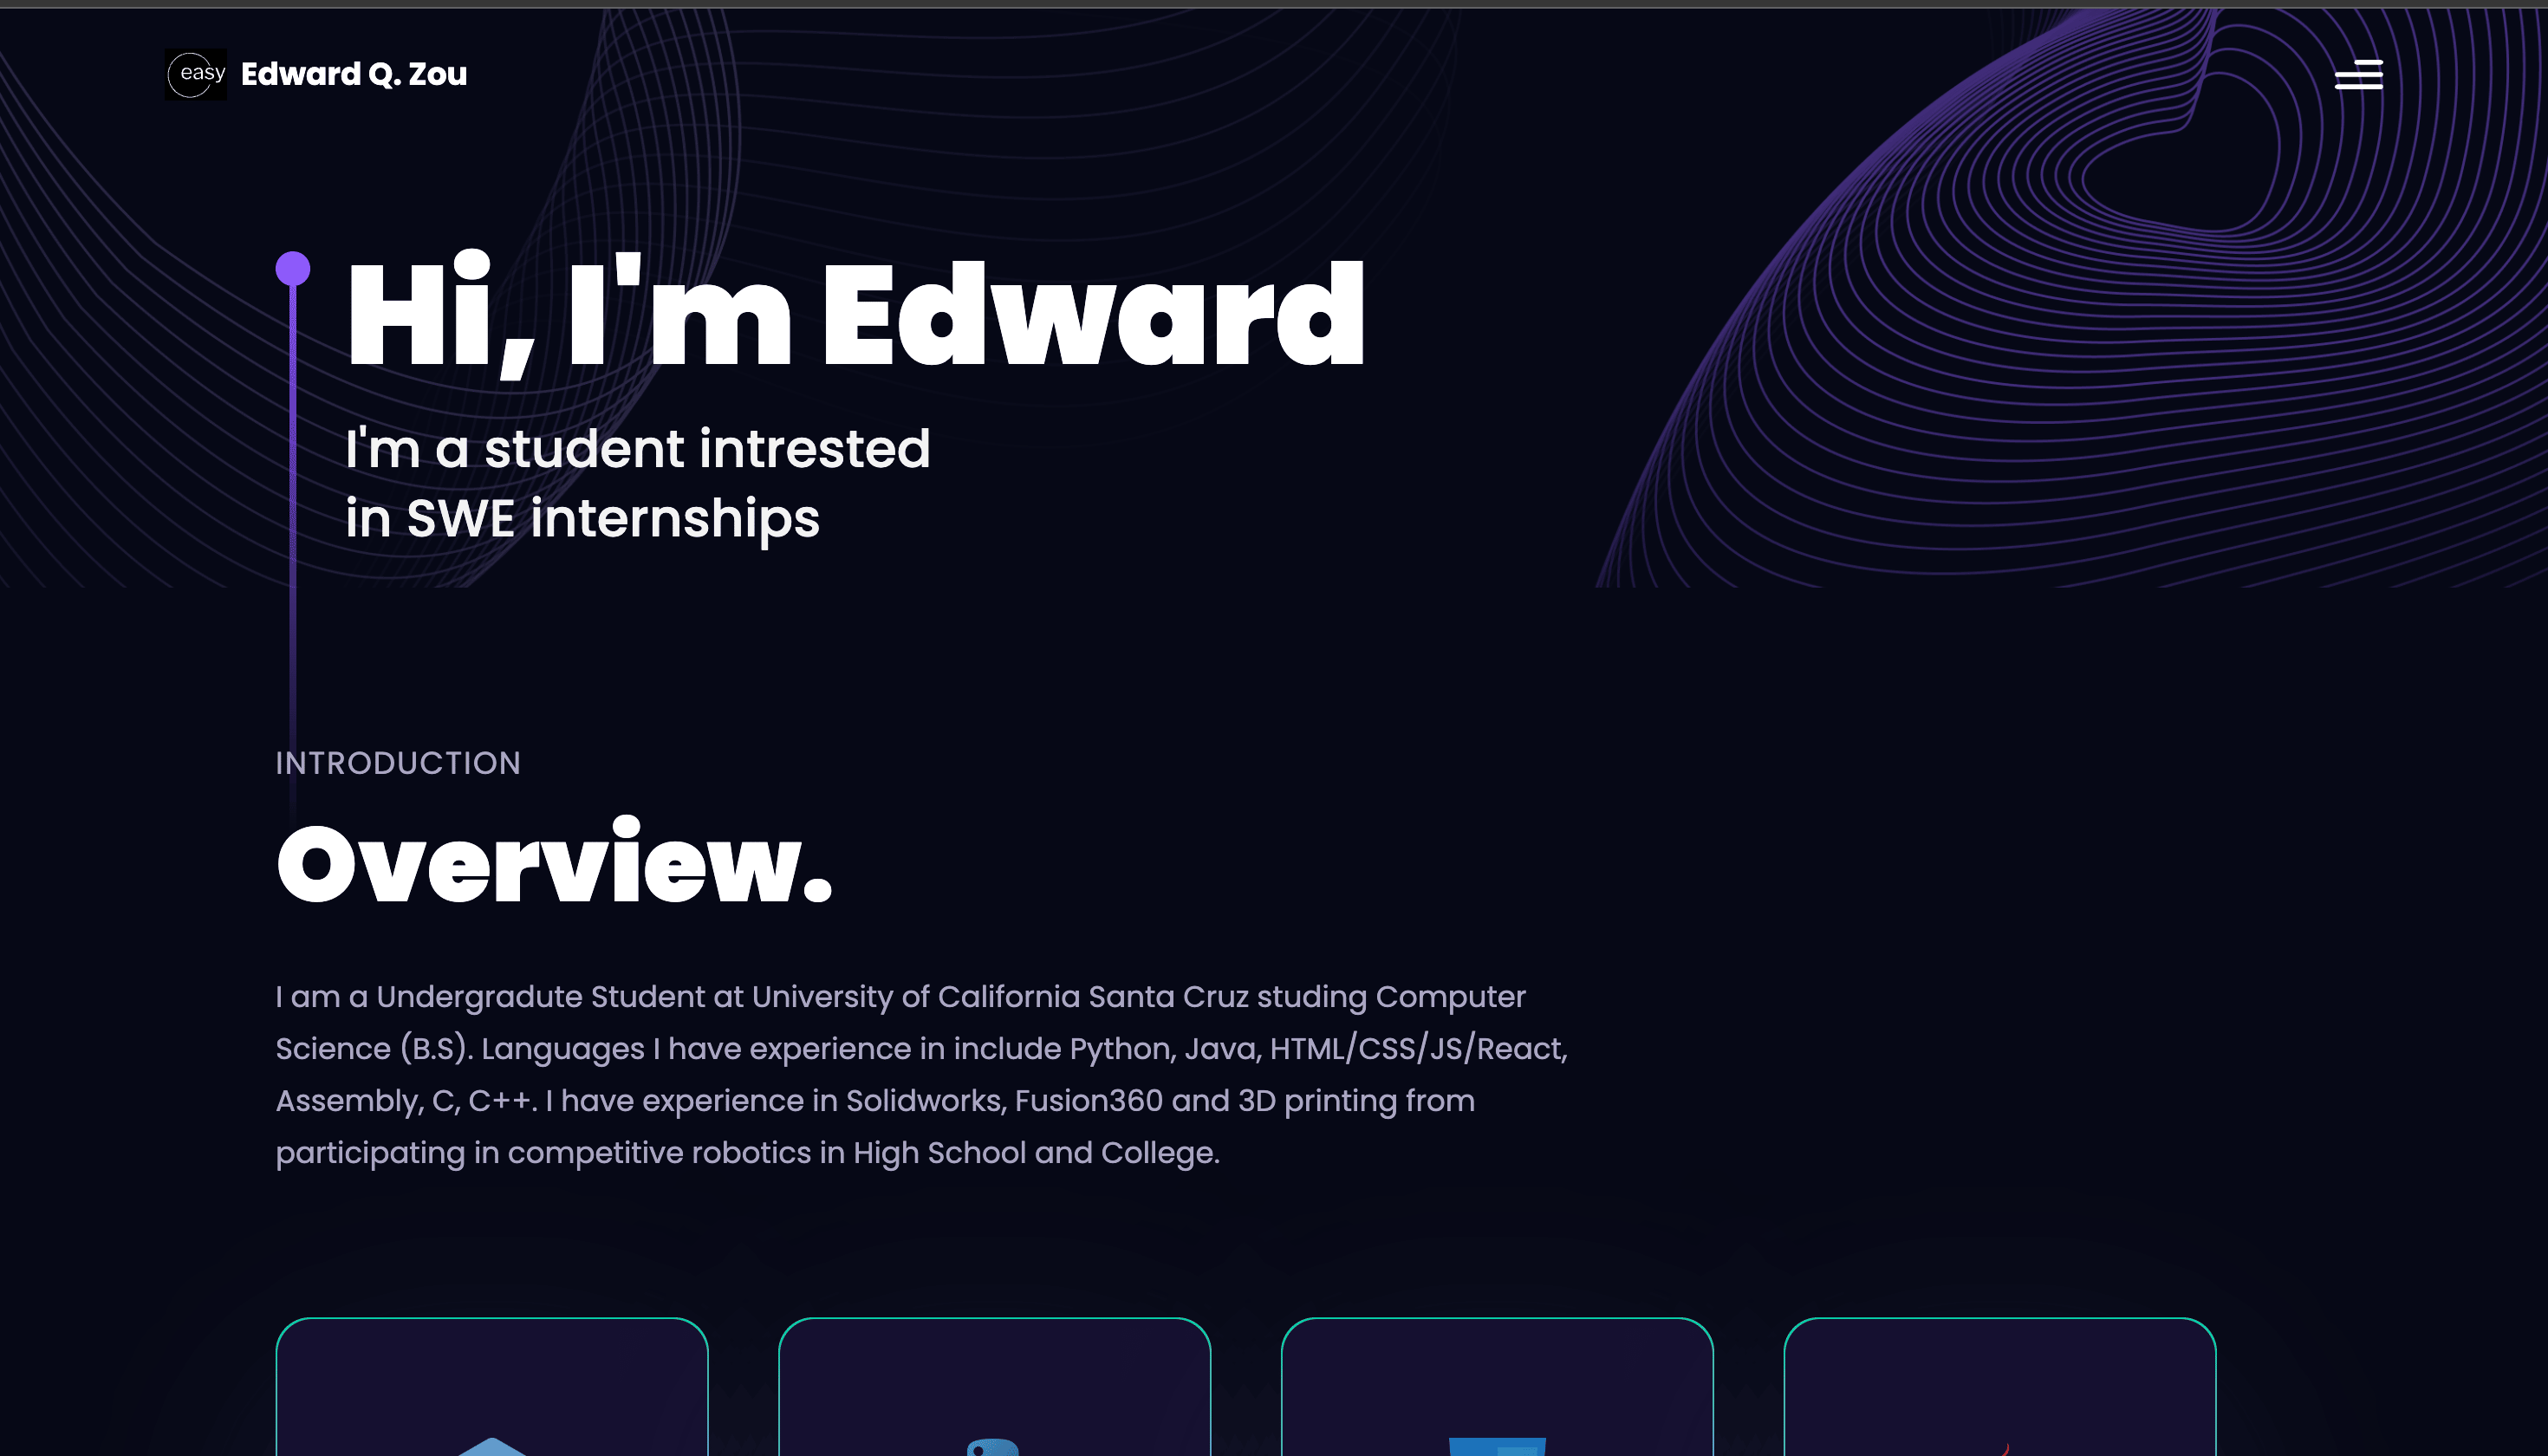 easy Edward Q. Zou
Hi, I'm Edward
I'm a student intrested
in SWE internships
INTRODUCTION
Overview.
I am a Undergradute Student at University of California Santa Cruz studing Computer
Science (B.S). Languages I have experience in include Python, Java, HTML/CSS/JS/React,
Assembly, C, C++. I have experience in Solidworks, Fusion360 and 3D printing from
participating in competitive robotics in High School and College.